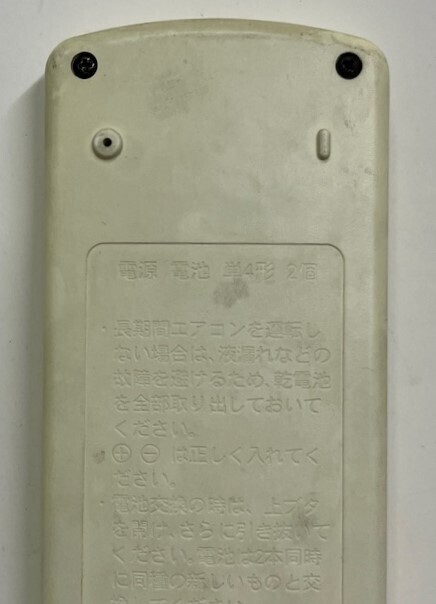 電源 電池 単4形 2個
・長期間エアコンを運転し
ない場合は、液漏れなどの
故障を避けるため、乾電池
を全部取り出しておいて
ください。
・⊕ ⊖ は正しく入れてく
ださい。
・電池交換の時は、上ブタ
を開け、さらに引き抜いて
ください。電池は2本同時
に同種の新しいものと交